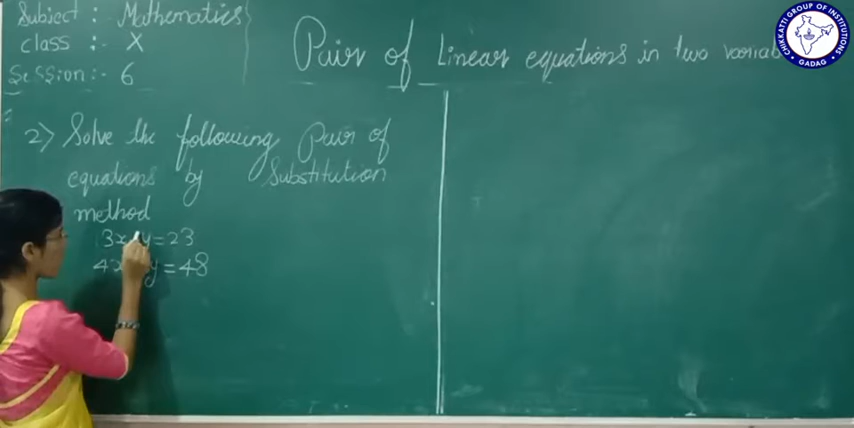 Subject : Mathematics
Class :- X
Session:- 6
Pair of Linear equations in two variab
CHIKKATTI GROUP OF INSTITUTIONS
GADAG
2) Solve the following Pair of
equations by Substitution
method
3x y=23
4x y=48